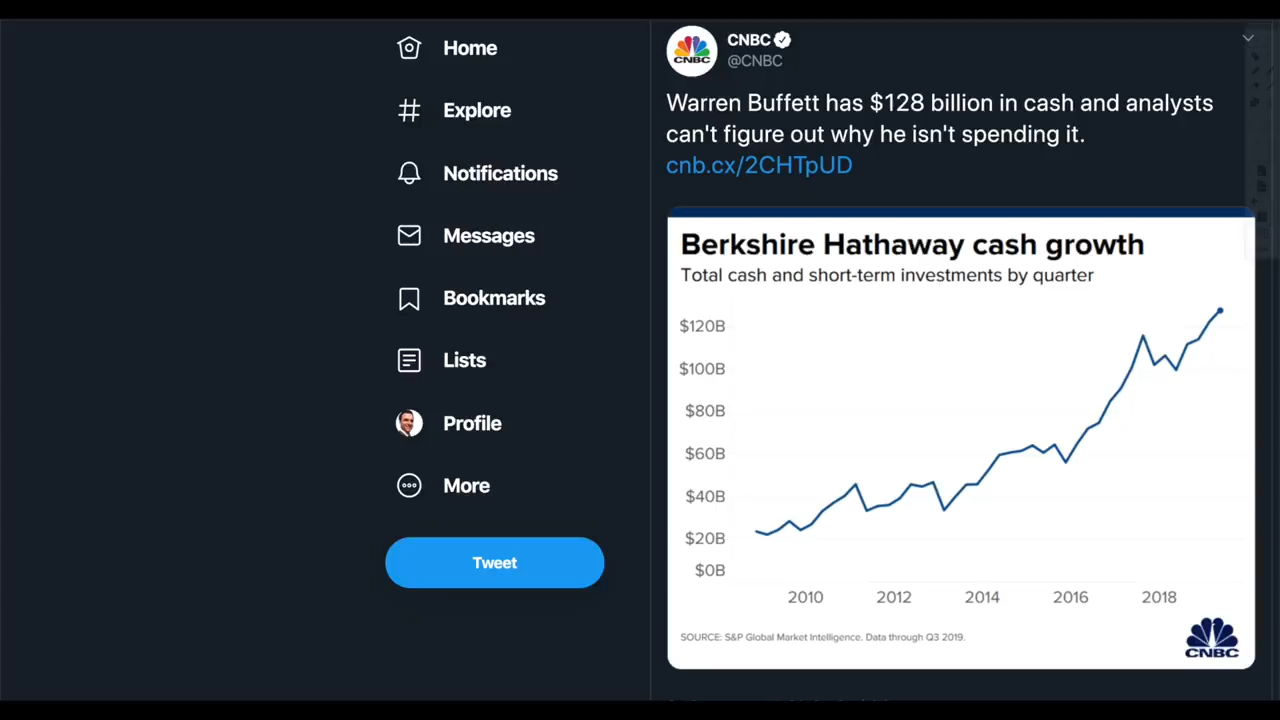 Home
Explore
Notifications
Messages
Bookmarks
Lists
Profile
More
Tweet
CNBC
CNBC
@CNBC
Warren Buffett has $128 billion in cash and analysts
can't figure out why he isn't spending it.
cnb.cx/2CHTpUD
Berkshire Hathaway cash growth
Total cash and short-term investments by quarter
$120B
$100B
$80B
$60B
$40B
$20B
$0B
2010 2012 2014 2016 2018
SOURCE: S&P Global Market Intelligence. Data through Q3 2019.
CNBC